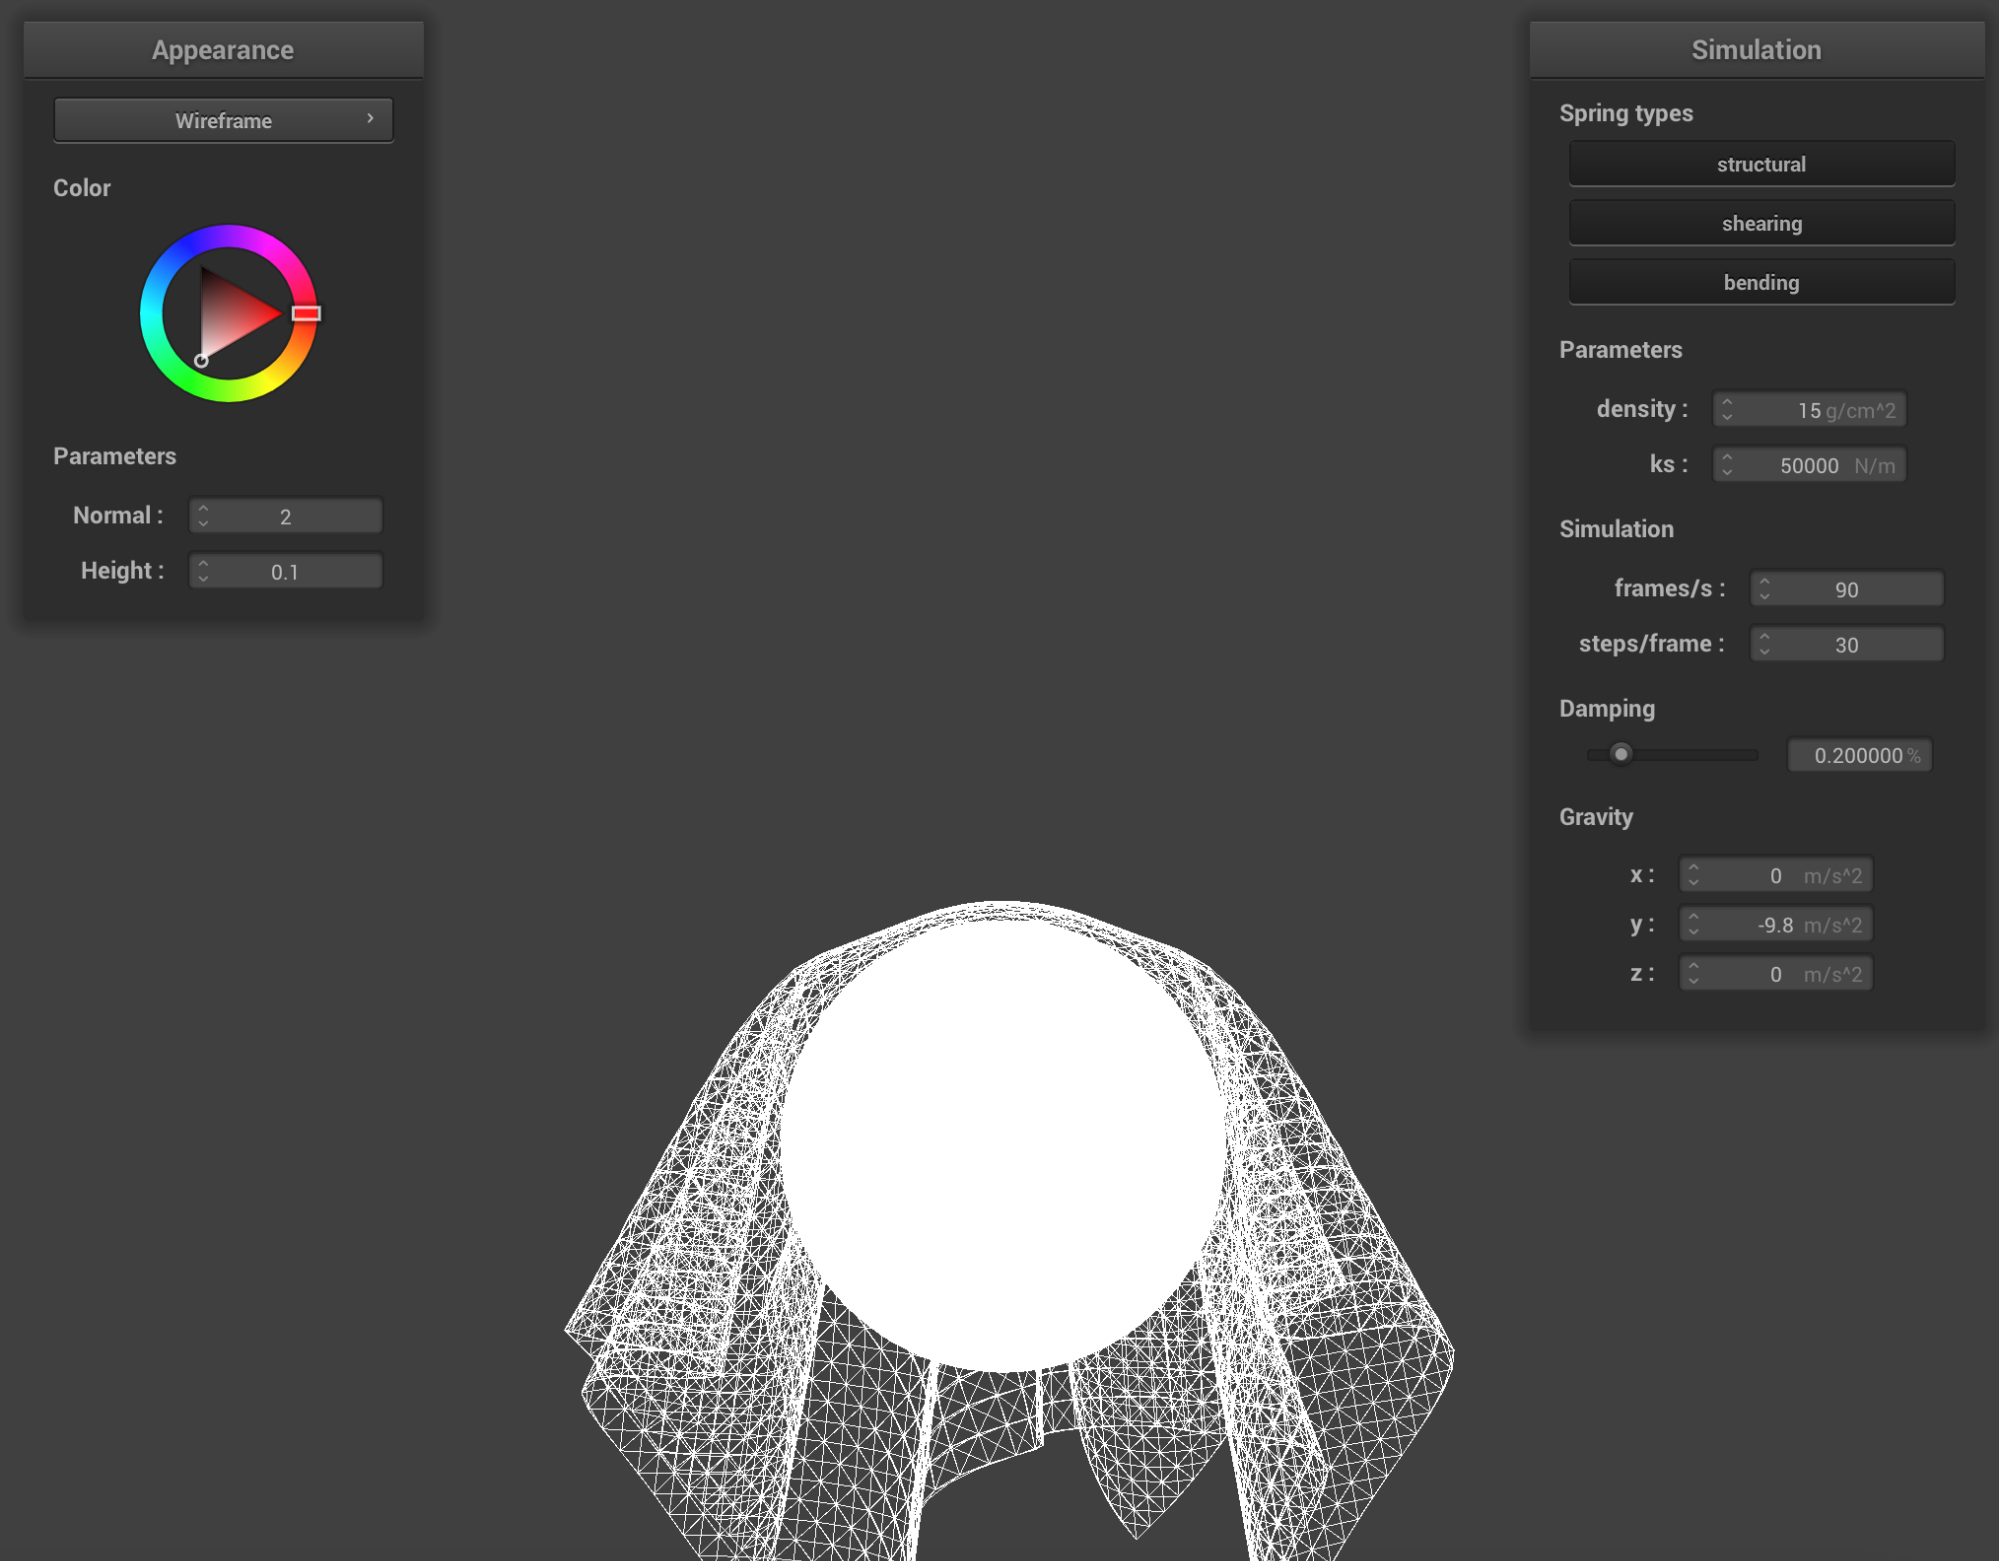 Appearance
Wireframe
Color
Parameters
Normal : 2
Height : 0.1
Simulation
Spring types
structural
shearing
bending
Parameters
density : 15 g/cm^2
ks : 50000 N/m
Simulation
frames/s : 90
steps/frame : 30
Damping
0.200000 %
Gravity
x : 0 m/s^2
y : -9.8 m/s^2
z : 0 m/s^2